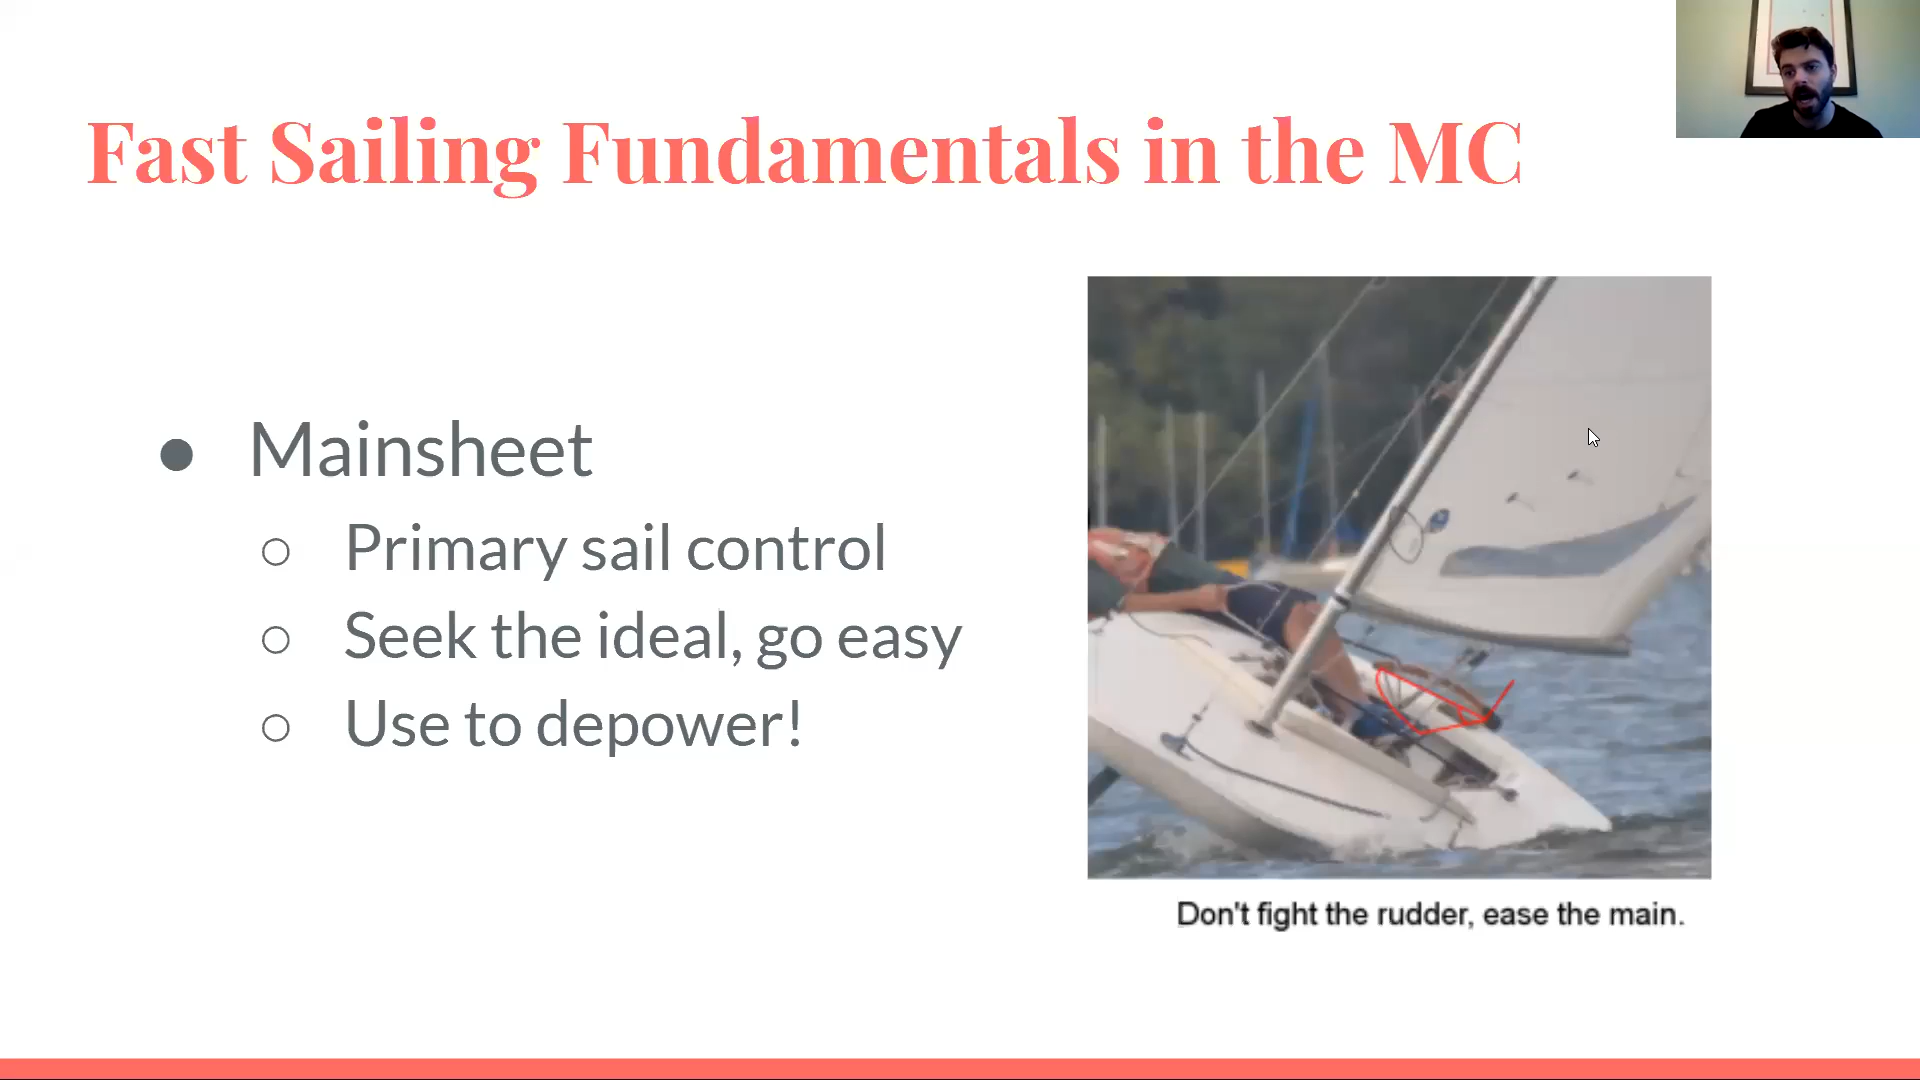 Fast Sailing Fundamentals in the MC
● Mainsheet
○ Primary sail control
○ Seek the ideal, go easy
○ Use to depower!
Don't fight the rudder, ease the main.